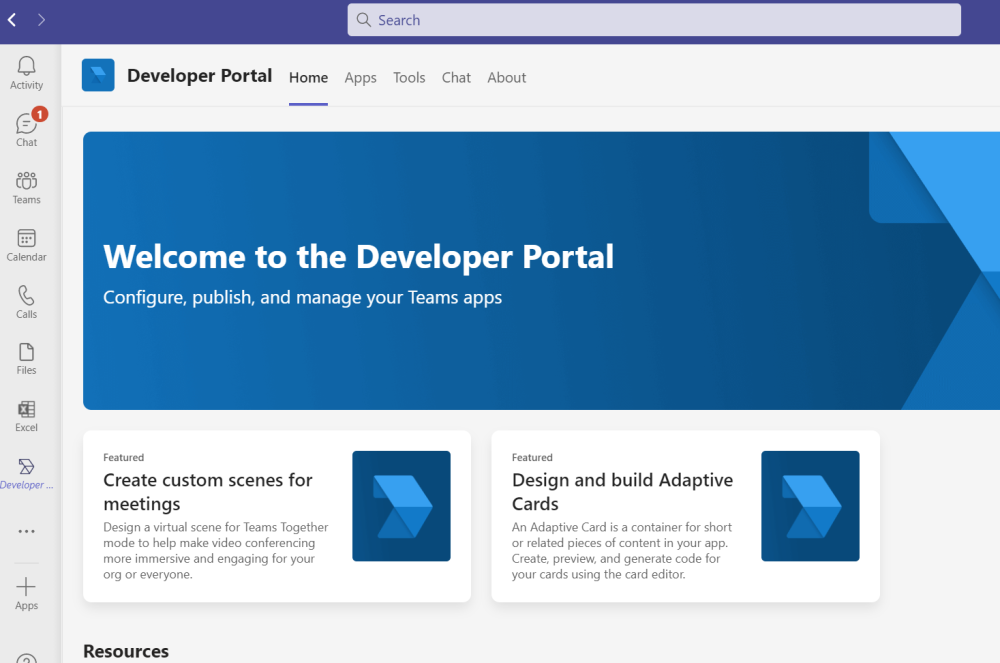 Search
Activity
1
Chat
Teams
Calendar
Calls
Files
Excel
Developer ...
Apps
Developer Portal
Home Apps Tools Chat About
Welcome to the Developer Portal
Configure, publish, and manage your Teams apps
Featured
Create custom scenes for
meetings
Design a virtual scene for Teams Together
mode to help make video conferencing
more immersive and engaging for your
org or everyone.
Featured
Design and build Adaptive
Cards
An Adaptive Card is a container for short
or related pieces of content in your app.
Create, preview, and generate code for
your cards using the card editor.
Resources